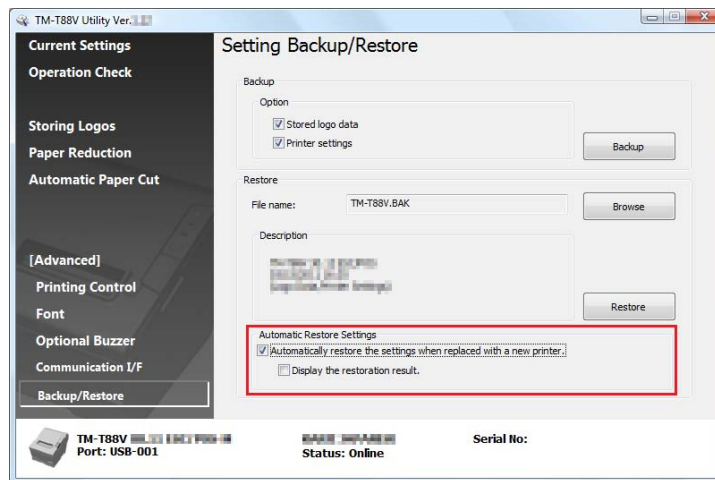 TM-T88V Utility Ver.
Current Settings
Operation Check
Storing Logos
Paper Reduction
Automatic Paper Cut
[Advanced]
Printing Control
Font
Optional Buzzer
Communication I/F
Backup/Restore
Setting Backup/Restore
Backup
Option
Stored logo data
Printer settings
Backup
Restore
File name: TM-T88V.BAK Browse
Description
Restore
Automatic Restore Settings
Automatically restore the settings when replaced with a new printer.
Display the restoration result.
TM-T88V
Port: USB-001
Status: Online
Serial No: